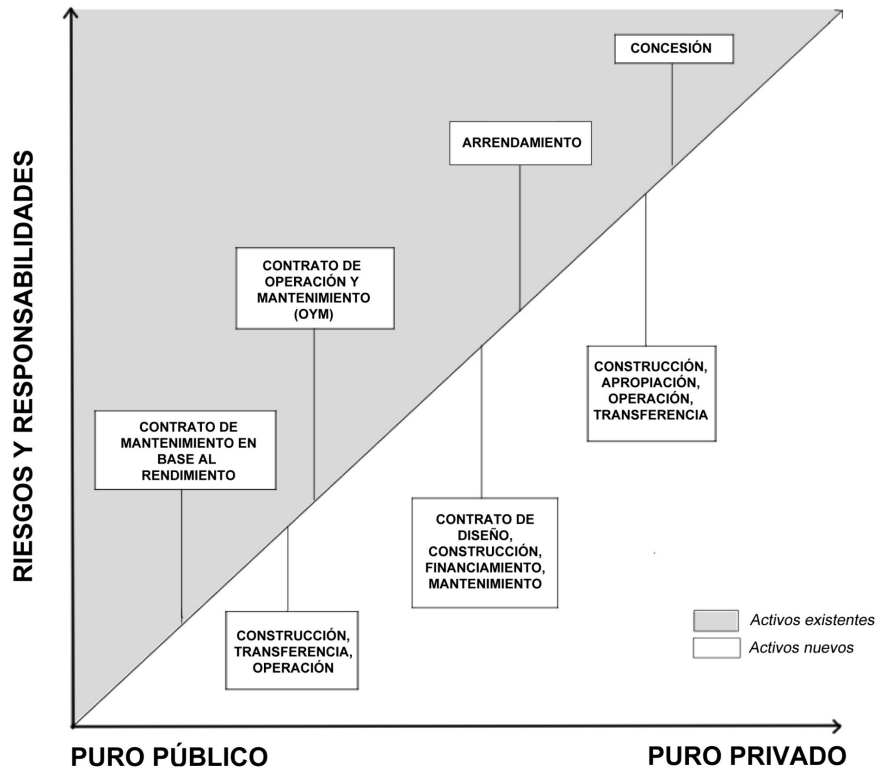 CONCESIÓN
ARRENDAMIENTO
CONTRATO DE
OPERACIÓN Y
MANTENIMIENTO
(OYM)
CONTRATO DE
MANTENIMIENTO EN
BASE AL
RENDIMIENTO
CONSTRUCCIÓN,
APROPIACIÓN,
OPERACIÓN,
TRANSFERENCIA
CONTRATO DE
DISEÑO,
CONSTRUCCIÓN,
FINANCIAMIENTO,
MANTENIMIENTO
CONSTRUCCIÓN,
TRANSFERENCIA,
OPERACIÓN
RIESGOS Y RESPONSABILIDADES
Activos existentes
Activos nuevos
PURO PÚBLICO
PURO PRIVADO